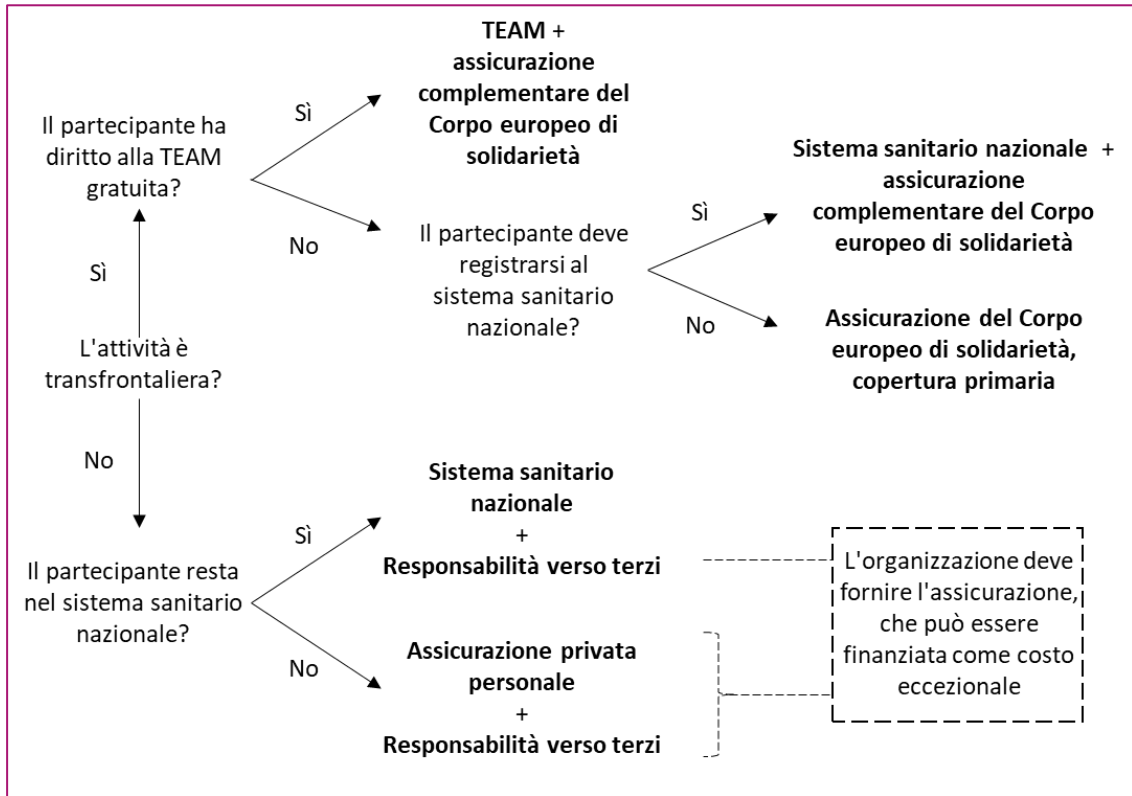 TEAM +
assicurazione
complementare del
Corpo europeo di
solidarietà
Sì
Il partecipante ha
diritto alla TEAM
gratuita?
No
Sistema sanitario nazionale +
assicurazione
complementare del Corpo
europeo di solidarietà
Sì
Il partecipante deve
registrarsi al
sistema sanitario
nazionale?
No
Assicurazione del Corpo
europeo di solidarietà,
copertura primaria
Sì
L'attività è
transfrontaliera?
No
Sistema sanitario
nazionale
+
Responsabilità verso terzi
Sì
Il partecipante resta
nel sistema sanitario
nazionale?
No
Assicurazione privata
personale
+
Responsabilità verso terzi
L'organizzazione deve
fornire l'assicurazione,
che può essere
finanziata come costo
eccezionale